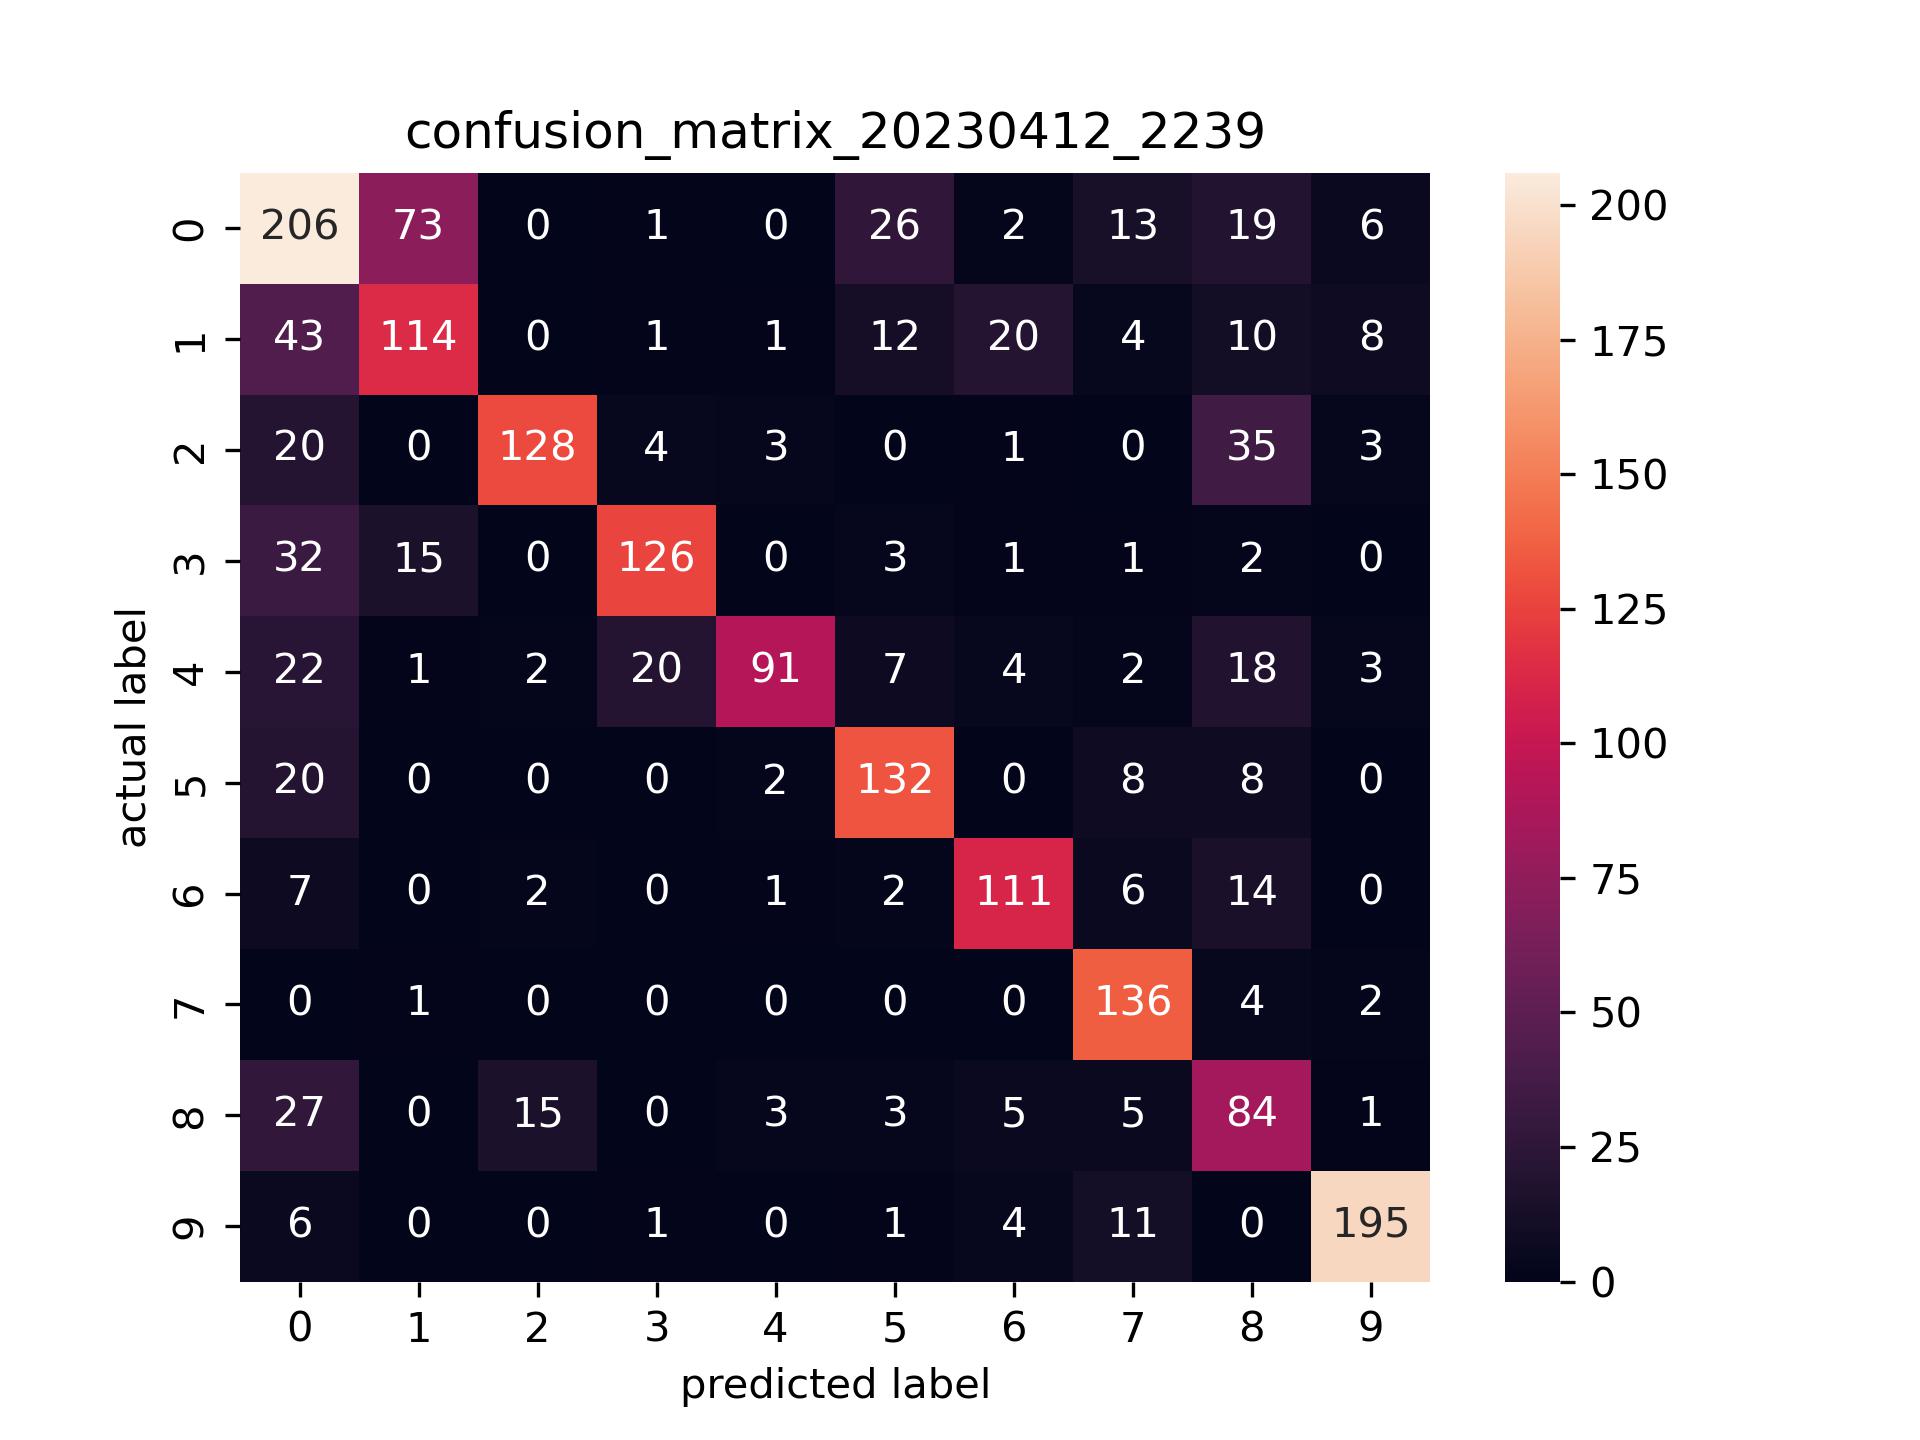 confusion_matrix_20230412_2239
0 206 73 0 1 0 26 2 13 19 6
1 43 114 0 1 1 12 20 4 10 8
2 20 0 128 4 3 0 1 0 35 3
3 32 15 0 126 0 3 1 1 2 0
4 22 1 2 20 91 7 4 2 18 3
5 20 0 0 0 2 132 0 8 8 0
6 7 0 2 0 1 2 111 6 14 0
7 0 1 0 0 0 0 0 136 4 2
8 27 0 15 0 3 3 5 5 84 1
9 6 0 0 1 0 1 4 11 0 195
0 1 2 3 4 5 6 7 8 9
actual label
predicted label
200
175
150
125
100
75
50
25
0